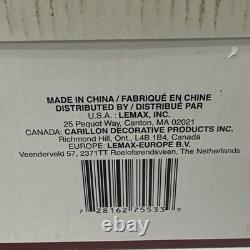 MADE IN CHINA / FABRIQUÉ EN CHINE
DISTRIBUTED BY / DISTRIBUÉ PAR
U.S.A. : LEMAX, INC.
25 Pequot Way, Canton, MA 02021
CANADA: CARILLON DECORATIVE PRODUCTS INC.
Richmond Hill, Ont., L4B 1B4, Canada
EUROPE: LEMAX-EUROPE B.V.
Veenderveld 57, 2371TT Roelofarendsveen, The Netherlands
7 28162 75533 9